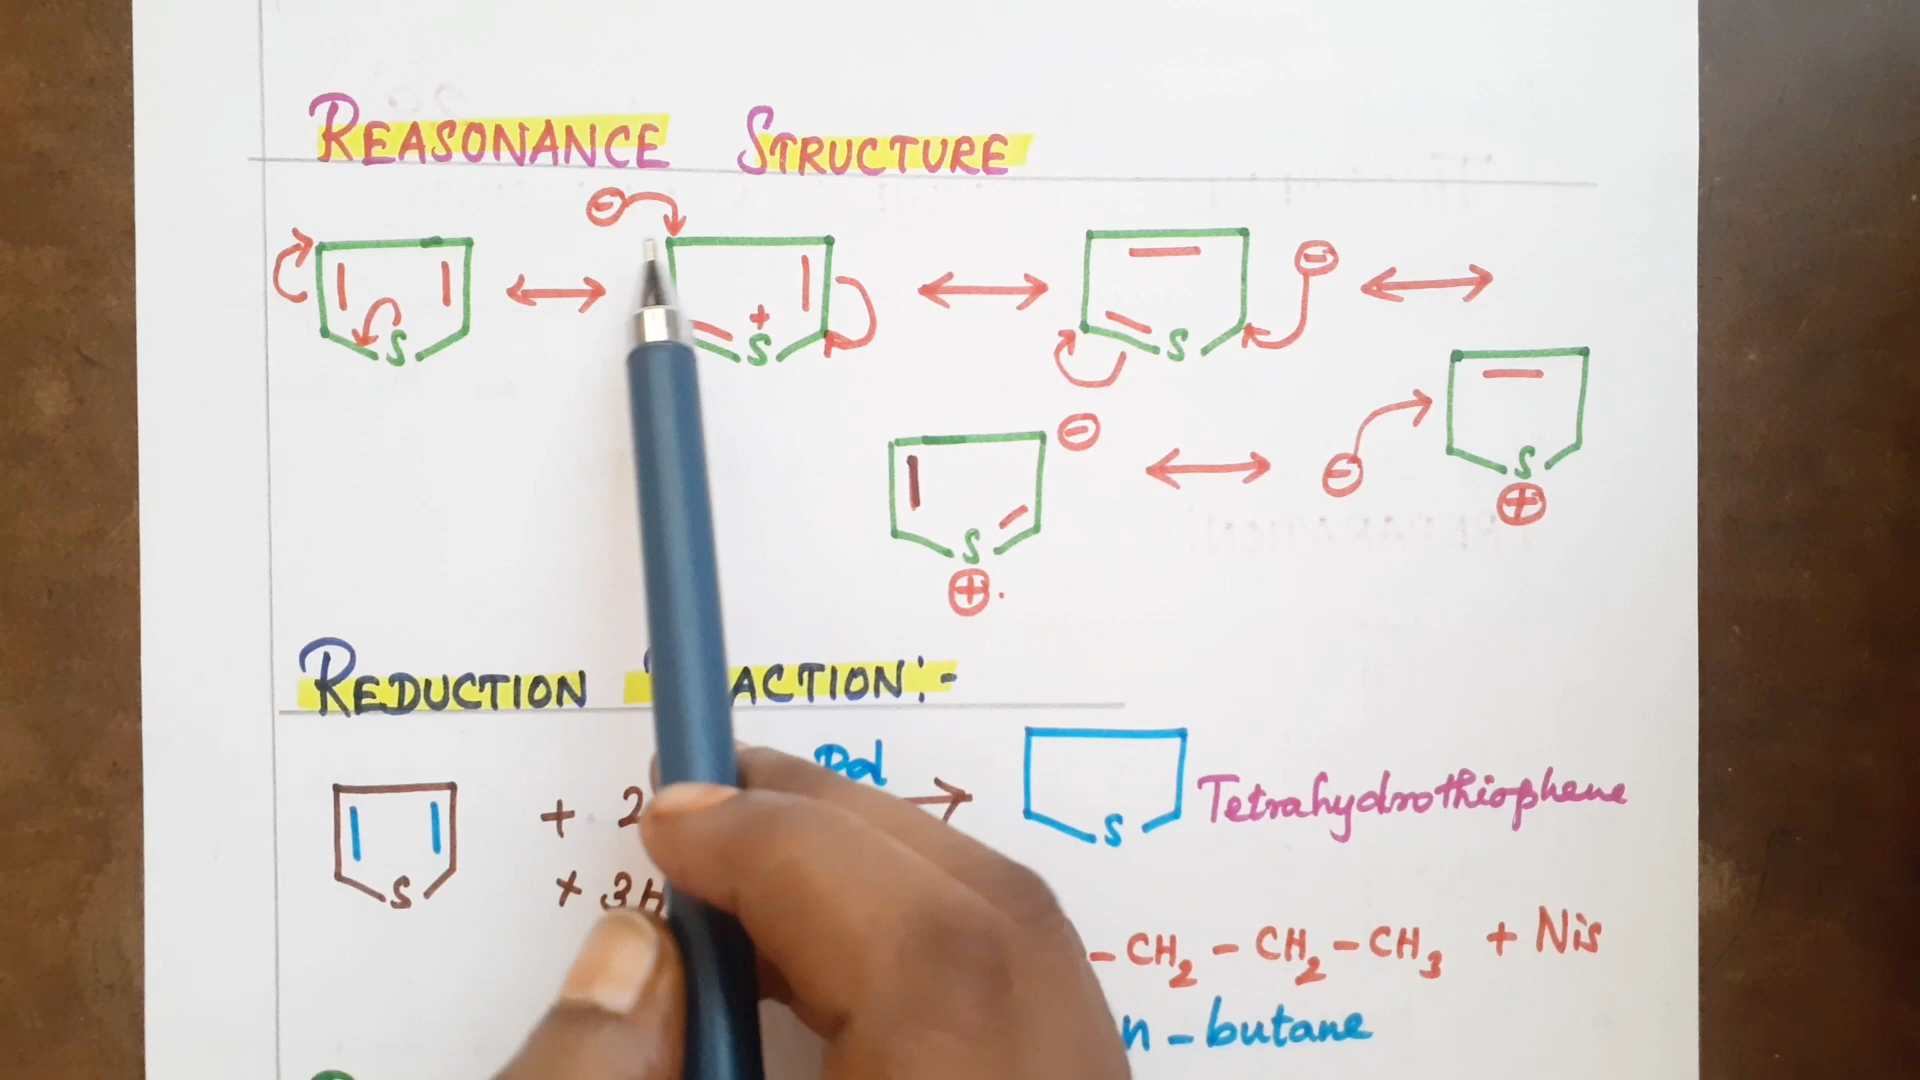 REASONANCE STRUCTURE
⊖
S
+
S
S
⊖
⊖
S
⊕
⊖
S
⊕
REDUCTION ACTION:-
S
+ 2
Pd
S
Tetrahydrothiophene
+ 3H
- CH2 - CH2 - CH3 + Nis
n - butane